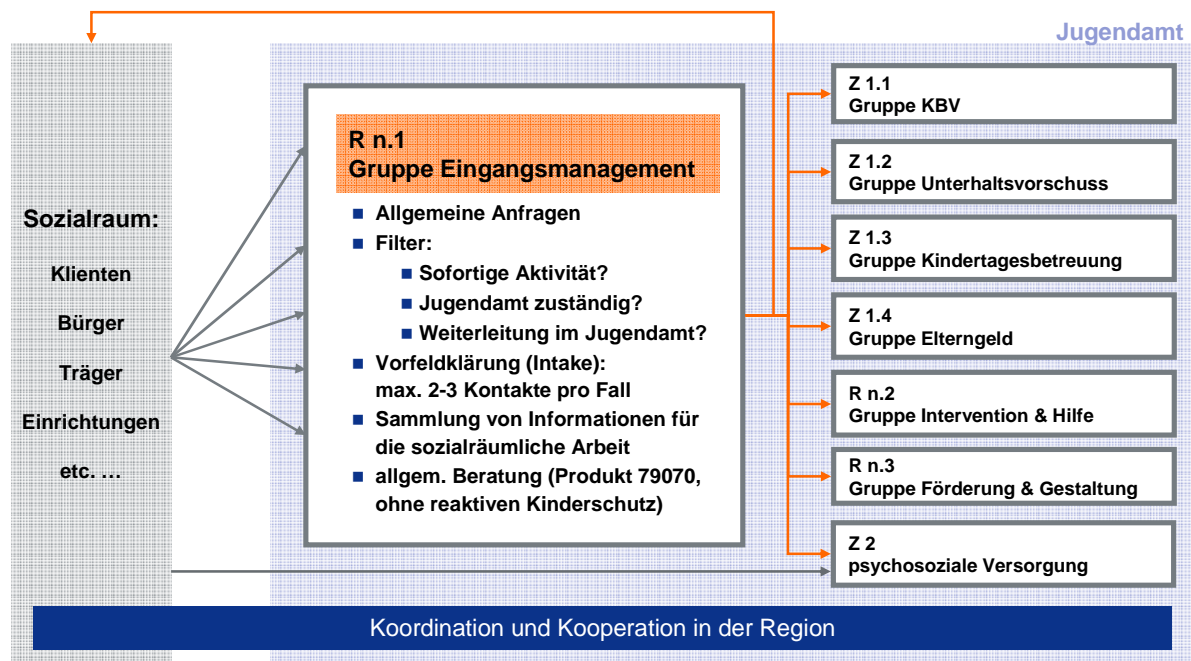 Jugendamt
Sozialraum:
Klienten
Bürger
Träger
Einrichtungen
etc. …
R n.1
Gruppe Eingangsmanagement
Allgemeine Anfragen
Filter:
Sofortige Aktivität?
Jugendamt zuständig?
Weiterleitung im Jugendamt?
Vorfeldklärung (Intake):
max. 2-3 Kontakte pro Fall
Sammlung von Informationen für
die sozialräumliche Arbeit
allgem. Beratung (Produkt 79070,
ohne reaktiven Kinderschutz)
Z 1.1
Gruppe KBV
Z 1.2
Gruppe Unterhaltsvorschuss
Z 1.3
Gruppe Kindertagesbetreuung
Z 1.4
Gruppe Elterngeld
R n.2
Gruppe Intervention & Hilfe
R n.3
Gruppe Förderung & Gestaltung
Z 2
psychosoziale Versorgung
Koordination und Kooperation in der Region